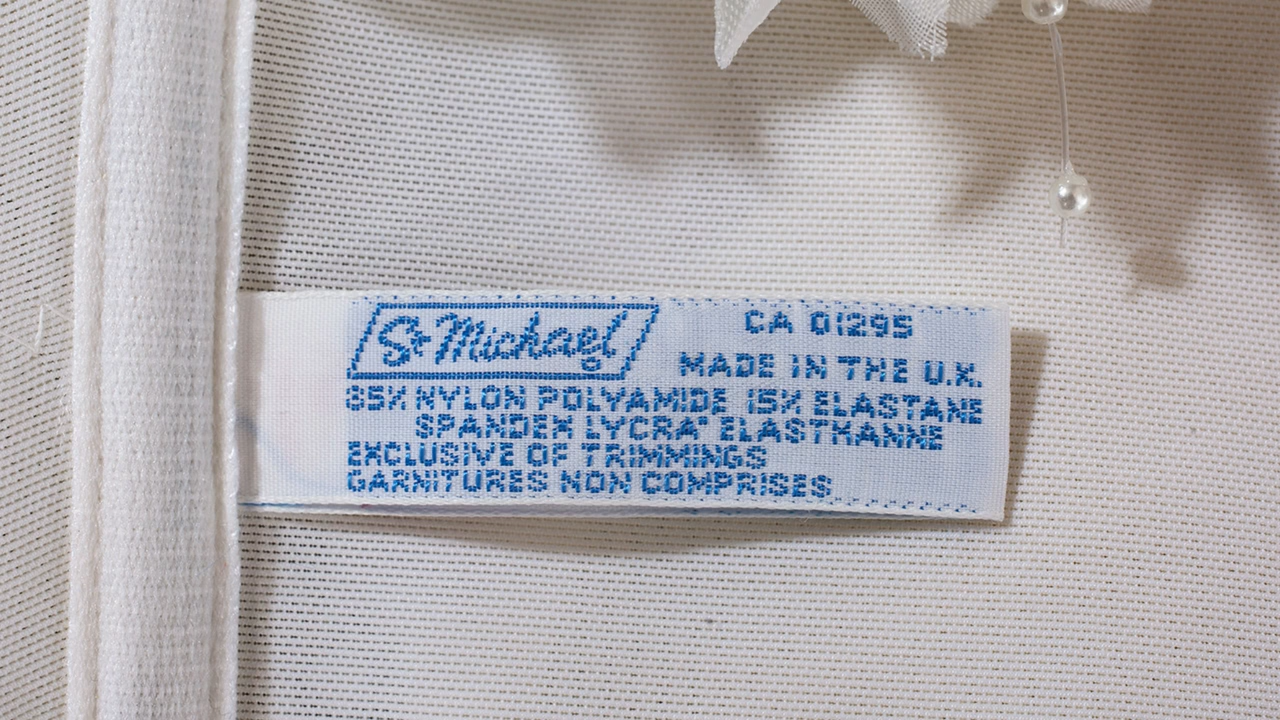 St Michael
CA 01295
MADE IN THE U.K.
85% NYLON POLYAMIDE 15% ELASTANE
SPANDEX LYCRA® ELASTHANNE
EXCLUSIVE OF TRIMMINGS
GARNITURES NON COMPRISES